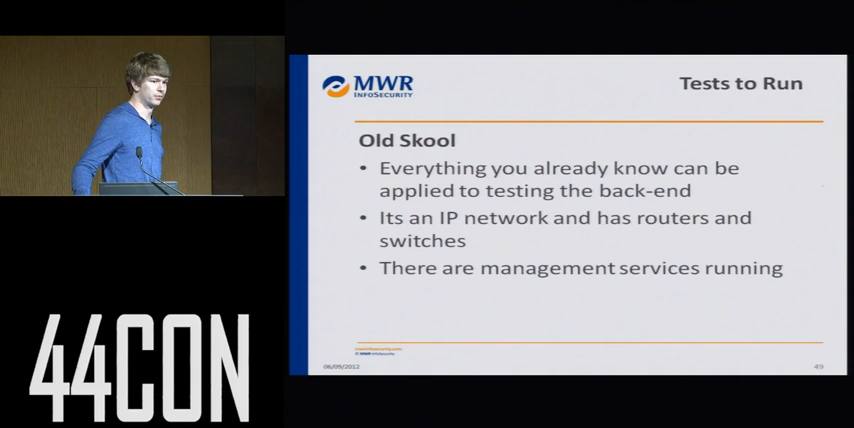 MWR
INFOSECURITY
Tests to Run
Old Skool
• Everything you already know can be
applied to testing the back-end
• Its an IP network and has routers and
switches
• There are management services running
© MWR InfoSecurity
06/09/2012
49
44CON